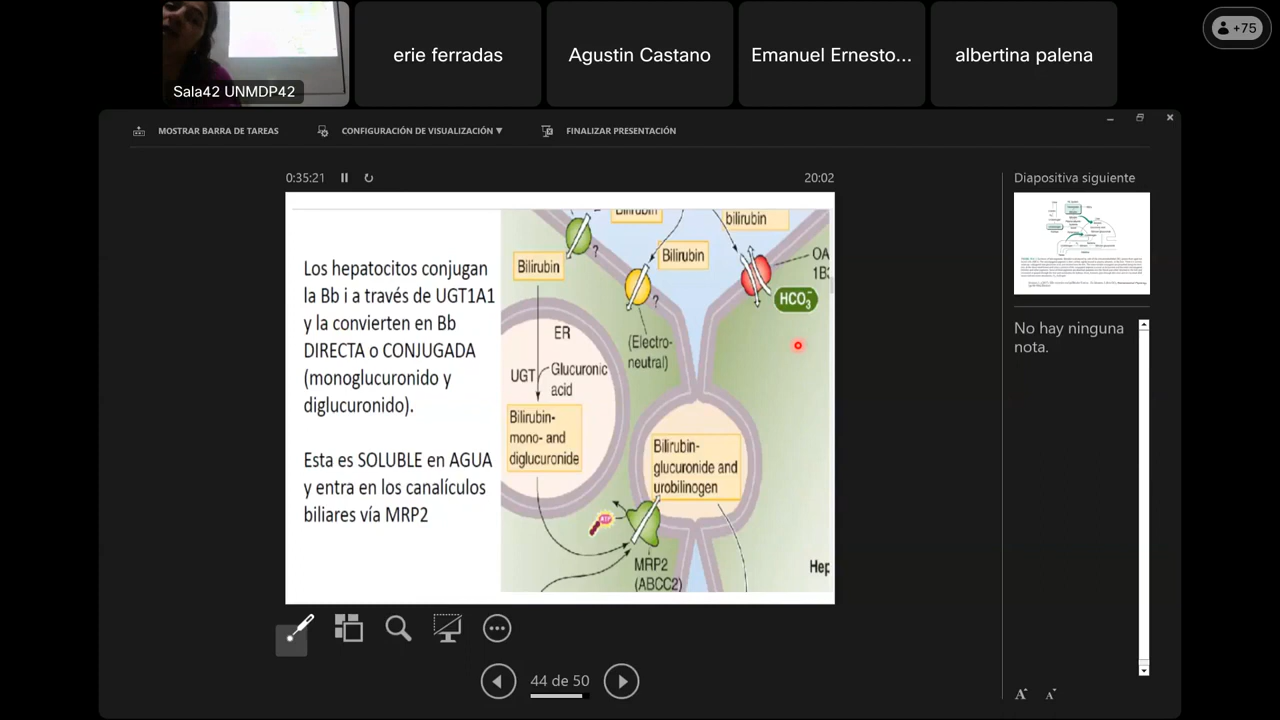 +75
Sala42 UNMDP42
erie ferradas
Agustin Castano
Emanuel Ernesto...
albertina palena
MOSTRAR BARRA DE TAREAS
CONFIGURACIÓN DE VISUALIZACIÓN ▼
FINALIZAR PRESENTACIÓN
0:35:21
20:02
Diapositiva siguiente
Los hepatocitos conjugan
la Bb i a través de UGT1A1
y la convierten en Bb
DIRECTA o CONJUGADA
(monoglucuronido y
diglucuronido).
Esta es SOLUBLE en AGUA
y entra en los canalículos
biliares vía MRP2
Bilirubin
bilirubin
?
Bilirubin
Bilirubin
OA
1B3
HCO3-
?
ER
(Electro-
neutral)
UGT
Glucuronic
acid
Bilirubin-
mono- and
diglucuronide
Bilirubin-
glucuronide and
urobilinogen
ATP
MRP2
(ABCC2)
Hep
No hay ninguna
nota.
44 de 50
A
A